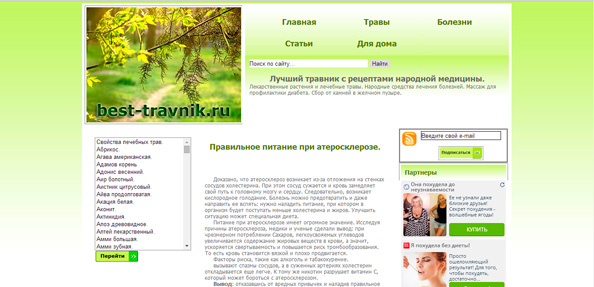 Главная
Травы
Болезни
Статьи
Для дома
Поиск по сайту...
Найти
best-travnik.ru
Лучший травник с рецептами народной медицины.
Лекарственные растения и лечебные травы. Народные средства лечения болезней. Массаж для
профилактики диабета. Сбор от камней в желчном пузыре.
Свойства лечебных трав.
Абрикос.
Агава американская.
Адамов корень
Адонис весенний.
Аир болотный.
Аистник цитрусовый
Айва продолговатая.
Акация белая.
Аконит.
Актинидия
Алоэ древовидное
Алтей лекарственный.
Амми большая.
Амми зубная
Перейти
Правильное питание при атеросклерозе.
Доказано, что атеросклероз возникает из-за отложения на стенках
сосудов холестерина. При этом сосуд сужается и кровь замедляет
свой путь к головному мозгу и сердцу. Следовательно, возникает
кислородное голодание. Болезнь можно предотвратить и даже
направить ее вспять: нужно наладить питание, при котором в
организм будет поступать меньше холестерина и жиров. Улучшить
ситуацию может специальная диета.
Питание при атеросклерозе имеет огромное значение. Исследуя
причины атеросклероза, медики и ученые сделали вывод: при
чрезмерном потреблении Сахаров, легкоусвояемых углеводов
увеличивается содержание жировых веществ в крови, а значит,
ускоряется свертываемость и повышается риск тромбообразования.
То есть кровь становится вязкой и плохо продвигается.
Факторы риска, такие как алкоголь и табакокурение,
вызывают спазмы сосудов, а в суженных артериях холестерин
откладывается еще легче. К тому же никотин разрушает витамин С,
который может бороться с атеросклерозом.
Вывод: отказавшись от вредных привычек и наладив правильное
Введите свой e-mail
Подписаться
Партнеры
Она похудела до неузнаваемости
Ее не узнали даже близкие друзья! Секрет похудения - волшебные ягоды!
КУПИТЬ
Я похудела без диеты!
Просто ошеломляющий результат! Для того, чтобы похудеть, достаточно,